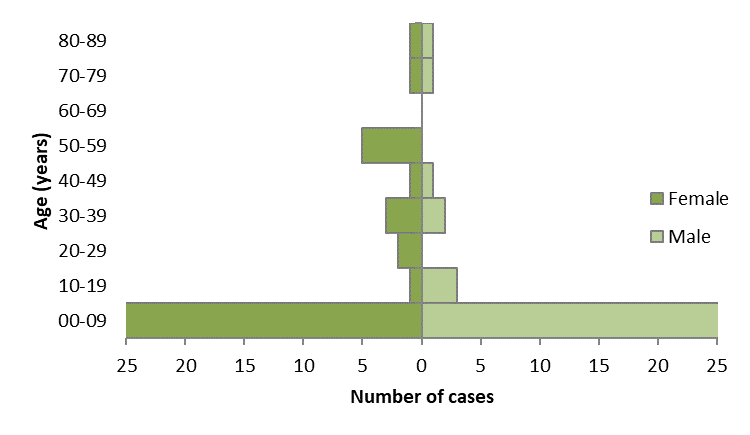 80-89
70-79
60-69
50-59
40-49
30-39
20-29
10-19
00-09
Age (years)
Female
Male
25 20 15 10 5 0 5 10 15 20 25
Number of cases